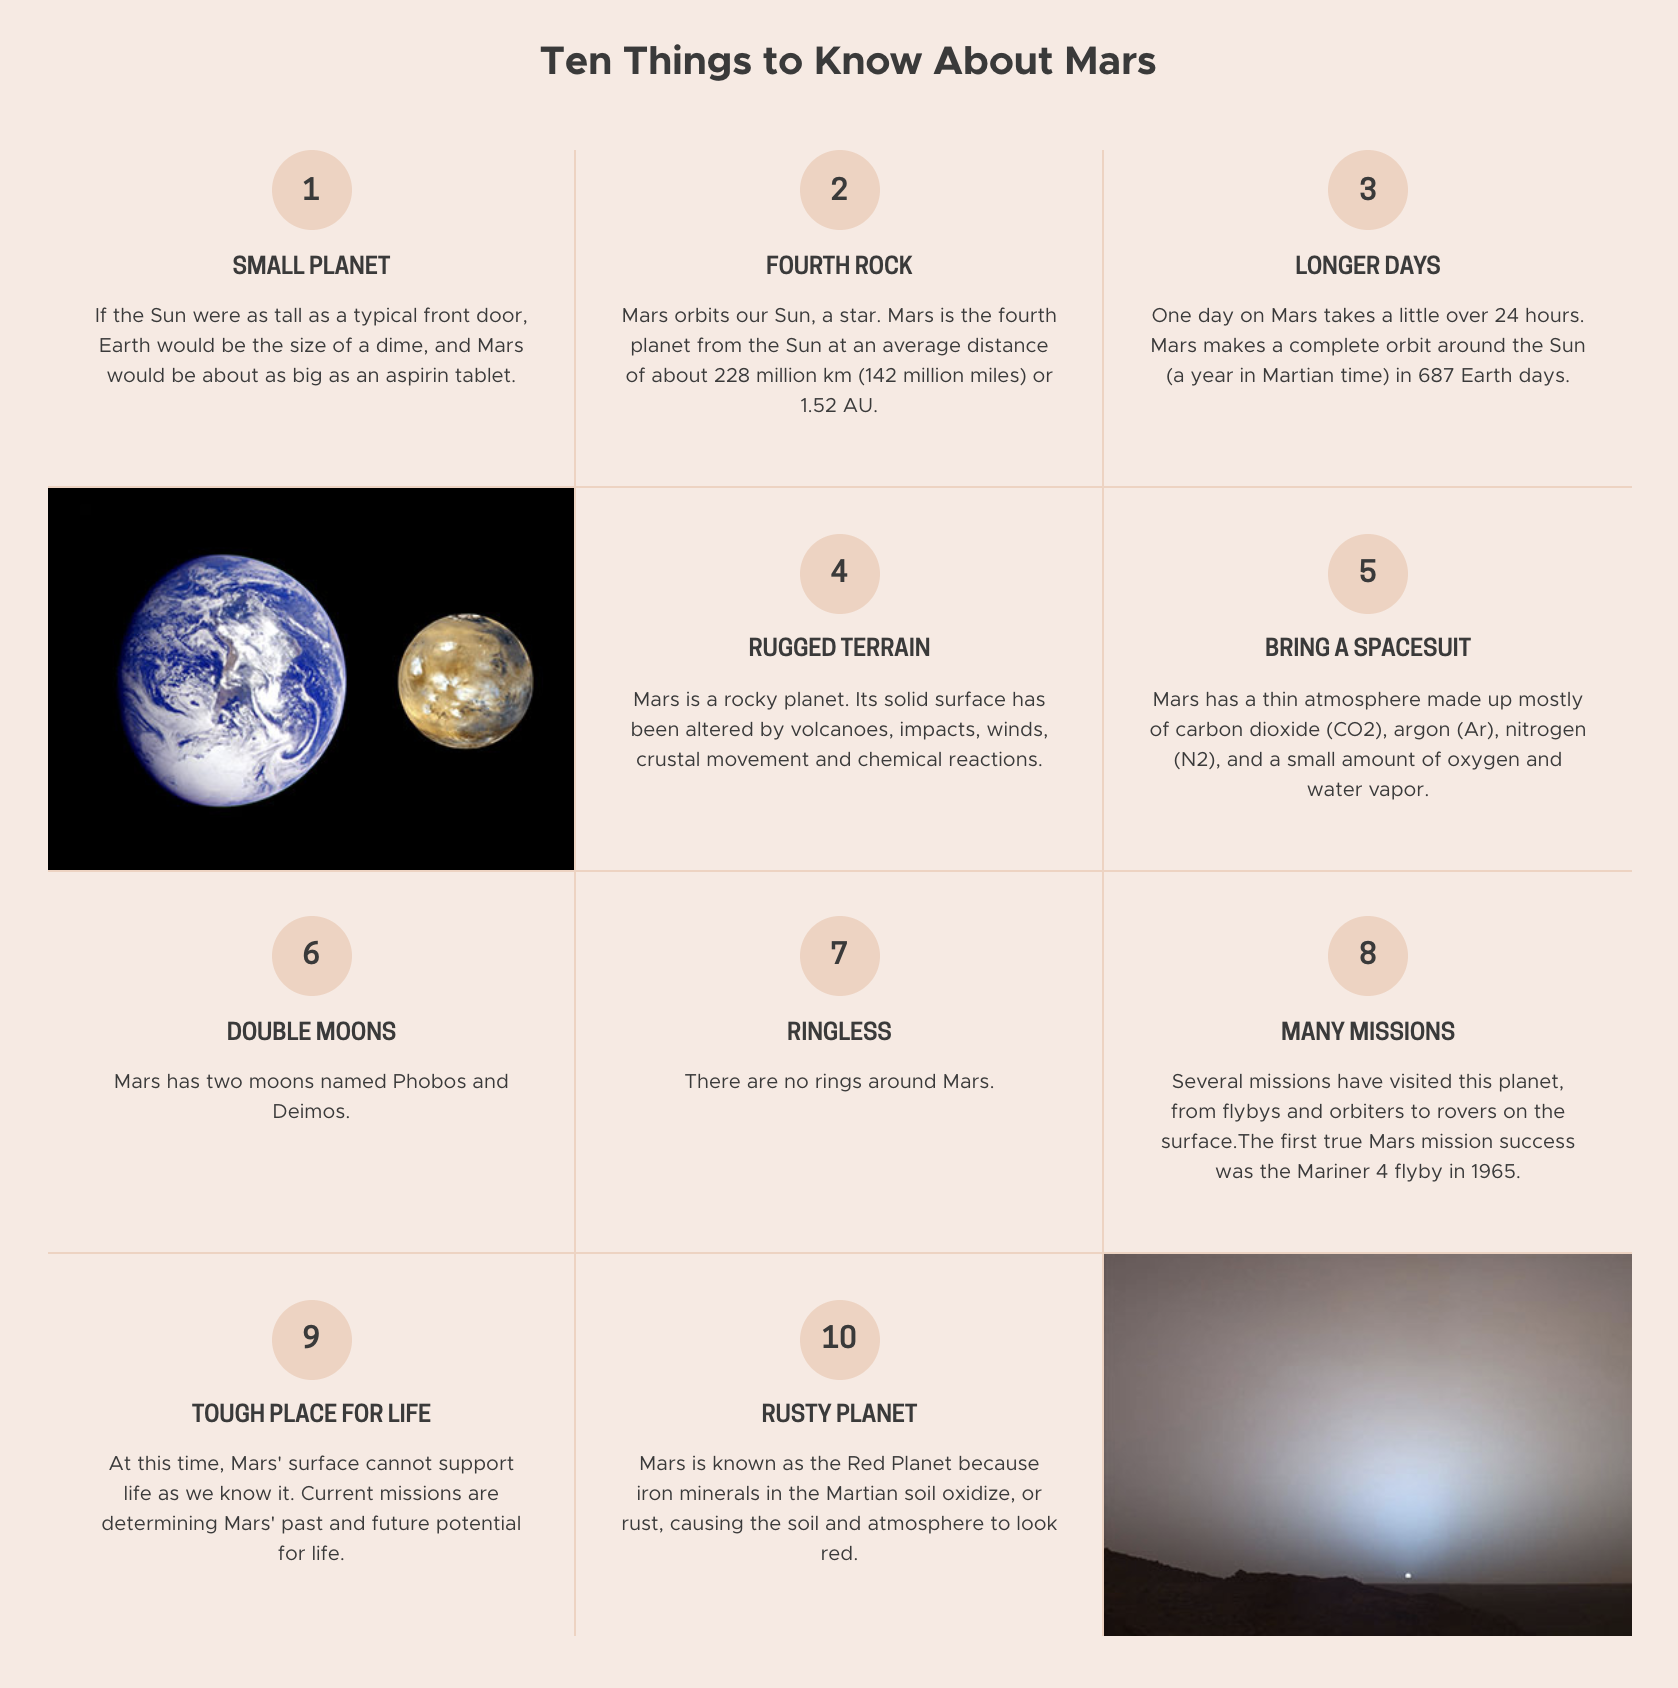 Ten Things to Know About Mars
1
SMALL PLANET
If the Sun were as tall as a typical front door,
Earth would be the size of a dime, and Mars
would be about as big as an aspirin tablet.
2
FOURTH ROCK
Mars orbits our Sun, a star. Mars is the fourth
planet from the Sun at an average distance
of about 228 million km (142 million miles) or
1.52 AU.
3
LONGER DAYS
One day on Mars takes a little over 24 hours.
Mars makes a complete orbit around the Sun
(a year in Martian time) in 687 Earth days.
4
RUGGED TERRAIN
Mars is a rocky planet. Its solid surface has
been altered by volcanoes, impacts, winds,
crustal movement and chemical reactions.
5
BRING A SPACESUIT
Mars has a thin atmosphere made up mostly
of carbon dioxide (CO2), argon (Ar), nitrogen
(N2), and a small amount of oxygen and
water vapor.
6
DOUBLE MOONS
Mars has two moons named Phobos and
Deimos.
7
RINGLESS
There are no rings around Mars.
8
MANY MISSIONS
Several missions have visited this planet,
from flybys and orbiters to rovers on the
surface.The first true Mars mission success
was the Mariner 4 flyby in 1965.
9
TOUGH PLACE FOR LIFE
At this time, Mars' surface cannot support
life as we know it. Current missions are
determining Mars' past and future potential
for life.
10
RUSTY PLANET
Mars is known as the Red Planet because
iron minerals in the Martian soil oxidize, or
rust, causing the soil and atmosphere to look
red.